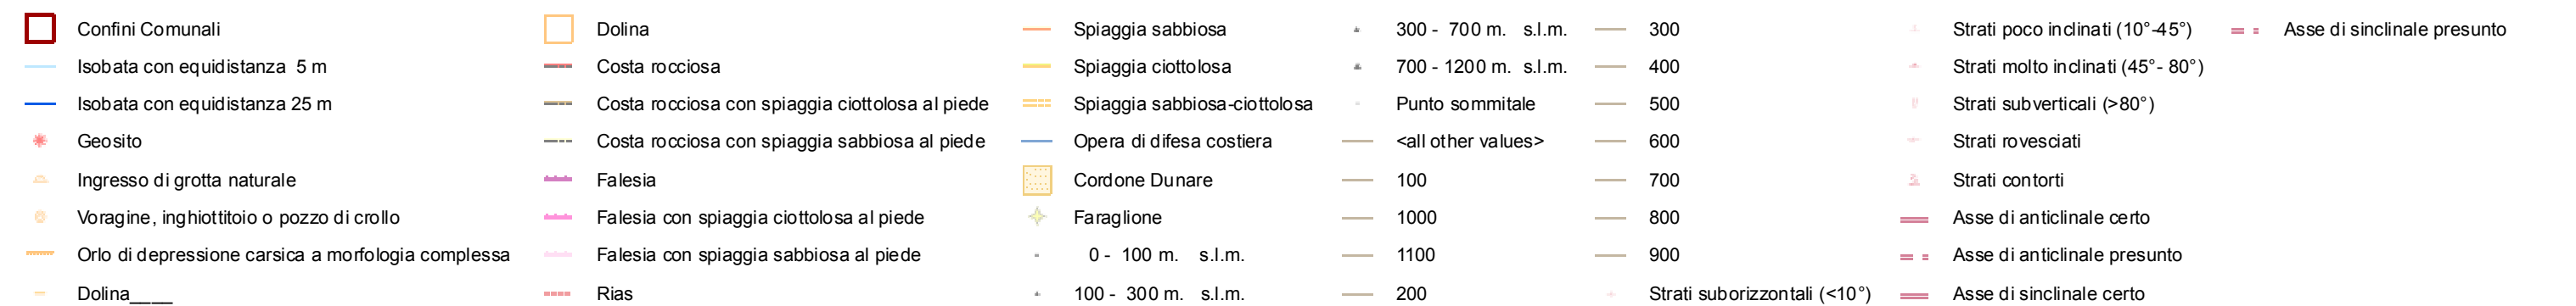 Confini Comunali
Isobata con equidistanza 5 m
Isobata con equidistanza 25 m
Geosito
Ingresso di grotta naturale
Voragine, inghiottitoio o pozzo di crollo
Orlo di depressione carsica a morfologia complessa
Dolina____
Dolina
Costa rocciosa
Costa rocciosa con spiaggia ciottolosa al piede
Costa rocciosa con spiaggia sabbiosa al piede
Falesia
Falesia con spiaggia ciottolosa al piede
Falesia con spiaggia sabbiosa al piede
Rias
Spiaggia sabbiosa
Spiaggia ciottolosa
Spiaggia sabbiosa-ciottolosa
Opera di difesa costiera
Cordone Dunare
Faraglione
0 - 100 m. s.l.m.
100 - 300 m. s.l.m.
300 - 700 m. s.l.m.
700 - 1200 m. s.l.m.
Punto sommitale
<all other values>
100
1000
1100
200
300
400
500
600
700
800
900
Strati suborizzontali (<10°)
Strati poco inclinati (10°-45°)
Strati molto inclinati (45°- 80°)
Strati subverticali (>80°)
Strati rovesciati
Strati contorti
Asse di anticlinale certo
Asse di anticlinale presunto
Asse di sinclinale certo
Asse di sinclinale presunto